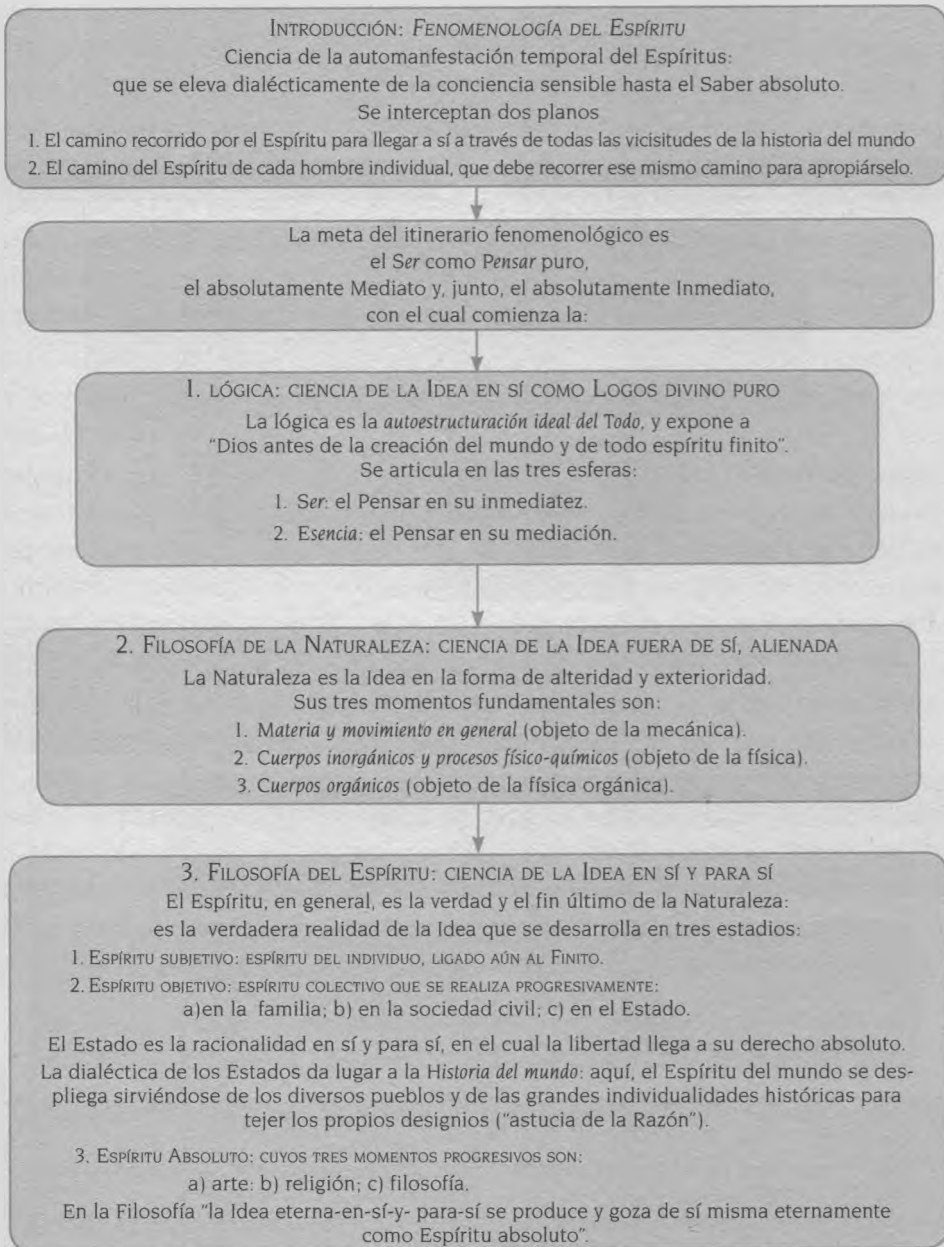 INTRODUCCIÓN: FENOMENOLOGÍA DEL ESPÍRITU
Ciencia de la automanfestación temporal del Espíritus:
que se eleva dialécticamente de la conciencia sensible hasta el Saber absoluto.
Se interceptan dos planos
1. El camino recorrido por el Espíritu para llegar a sí a través de todas las vicisitudes de la historia del mundo
2. El camino del Espíritu de cada hombre individual, que debe recorrer ese mismo camino para apropiárselo.
La meta del itinerario fenomenológico es
el Ser como Pensar puro,
el absolutamente Mediato y, junto, el absolutamente Inmediato,
con el cual comienza la:
1. LÓGICA: CIENCIA DE LA IDEA EN SÍ COMO LOGOS DIVINO PURO
La lógica es la autoestructuración ideal del Todo, y expone a
"Dios antes de la creación del mundo y de todo espíritu finito".
Se articula en las tres esferas:
1. Ser: el Pensar en su inmediatez.
2. Esencia: el Pensar en su mediación.
2. FILOSOFÍA DE LA NATURALEZA: CIENCIA DE LA IDEA FUERA DE SÍ, ALIENADA
La Naturaleza es la Idea en la forma de alteridad y exterioridad.
Sus tres momentos fundamentales son:
1. Materia y movimiento en general (objeto de la mecánica).
2. Cuerpos inorgánicos y procesos físico-químicos (objeto de la física).
3. Cuerpos orgánicos (objeto de la física orgánica).
3. FILOSOFÍA DEL ESPÍRITU: CIENCIA DE LA IDEA EN SÍ Y PARA SÍ
El Espíritu, en general, es la verdad y el fin último de la Naturaleza:
es la verdadera realidad de la Idea que se desarrolla en tres estadios:
1. ESPÍRITU SUBJETIVO: ESPÍRITU DEL INDIVIDUO, LIGADO AÚN AL FINITO.
2. ESPÍRITU OBJETIVO: ESPÍRITU COLECTIVO QUE SE REALIZA PROGRESIVAMENTE:
a)en la familia; b) en la sociedad civil; c) en el Estado.
El Estado es la racionalidad en sí y para sí, en el cual la libertad llega a su derecho absoluto.
La dialéctica de los Estados da lugar a la Historia del mundo: aquí, el Espíritu del mundo se des-
pliega sirviéndose de los diversos pueblos y de las grandes individualidades históricas para
tejer los propios designios ("astucia de la Razón").
3. ESPÍRITU ABSOLUTO: CUYOS TRES MOMENTOS PROGRESIVOS SON:
a) arte: b) religión; c) filosofía.
En la Filosofía "la Idea eterna-en-sí-y- para-sí se produce y goza de sí misma eternamente
como Espíritu absoluto".